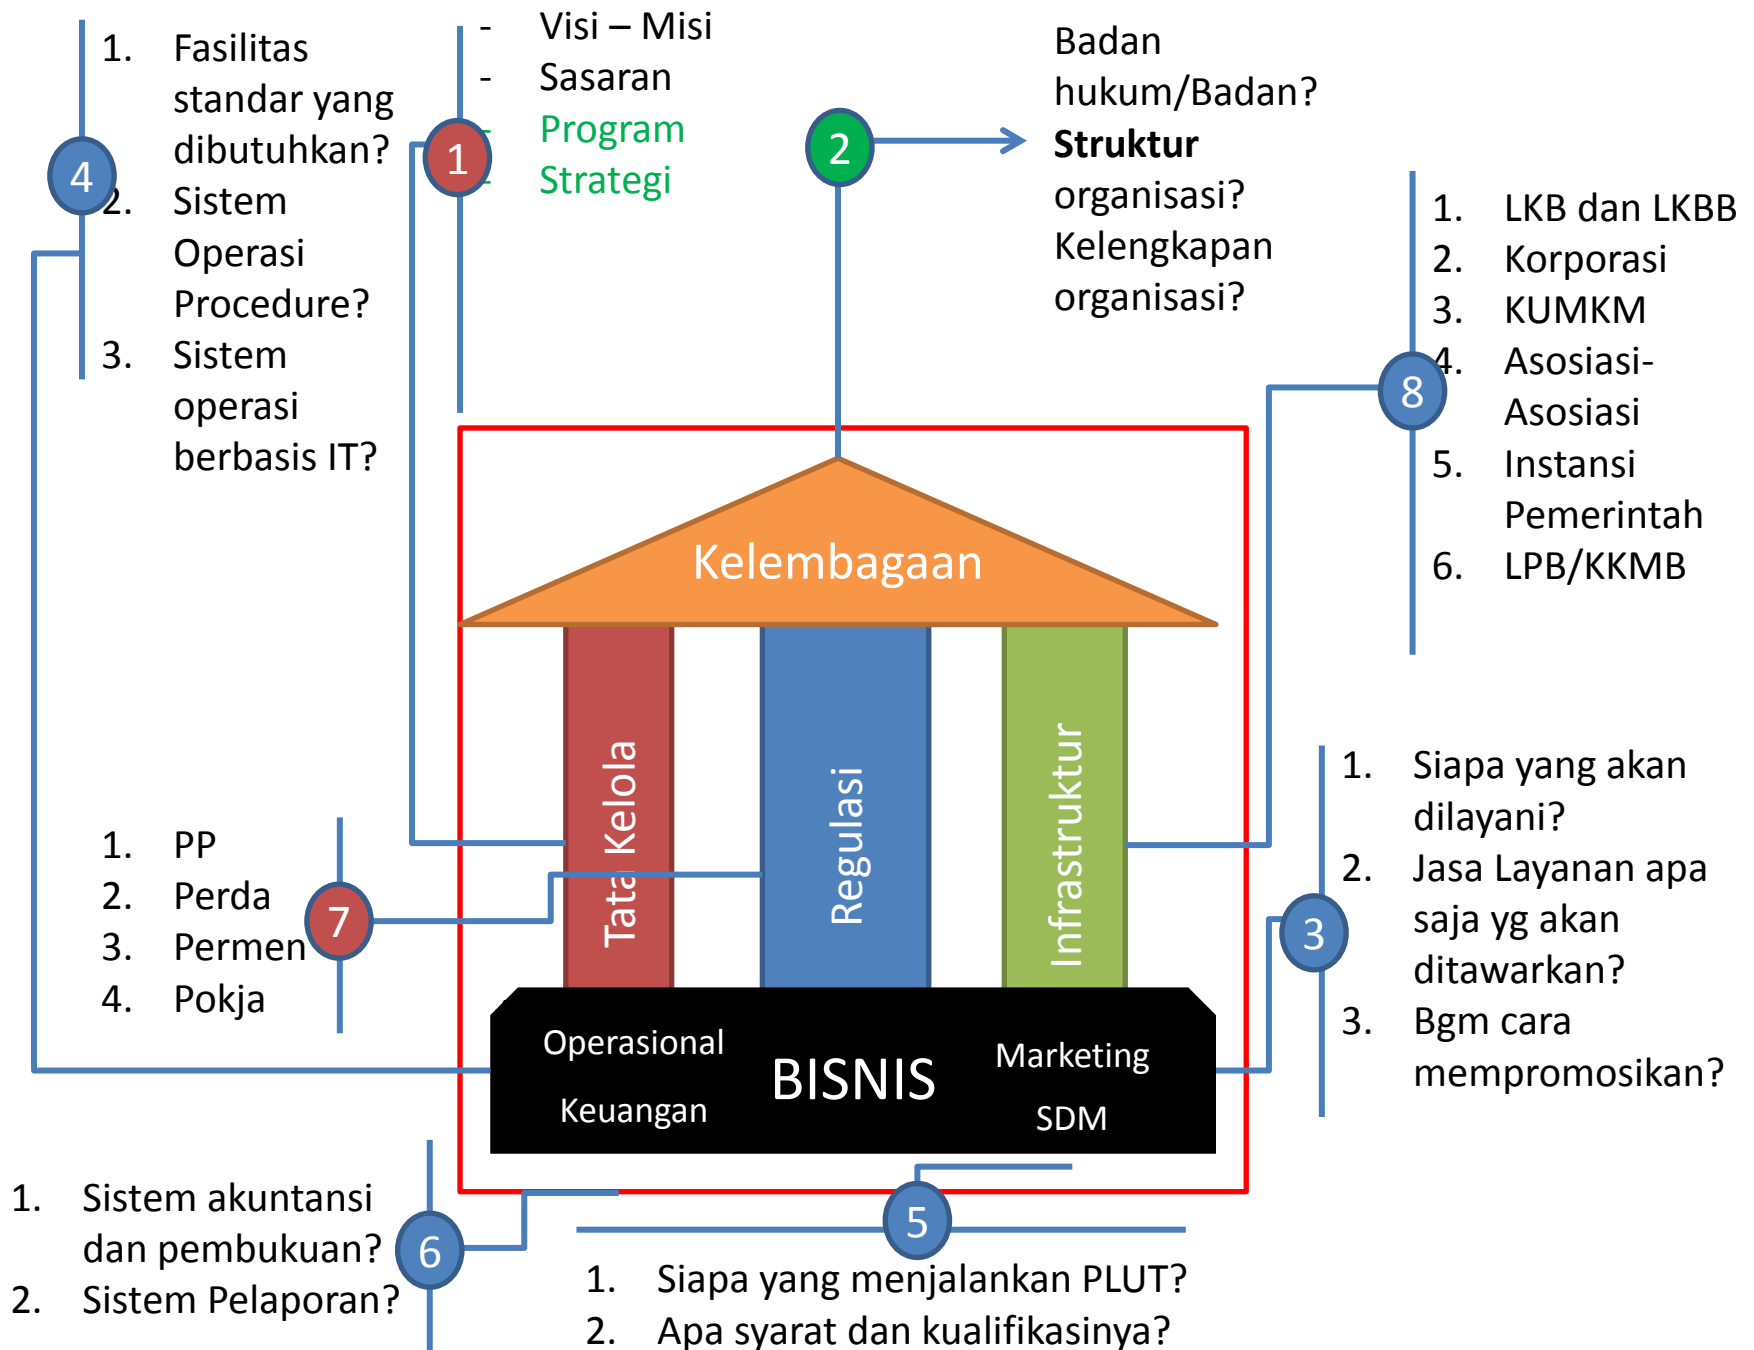 4
1. Fasilitas
standar yang
dibutuhkan?
2. Sistem
Operasi
Procedure?
3. Sistem
operasi
berbasis IT?
1
- Visi – Misi
- Sasaran
- Program
- Strategi
2
Badan
hukum/Badan?
Struktur
organisasi?
Kelengkapan
organisasi?
8
1. LKB dan LKBB
2. Korporasi
3. KUMKM
4. Asosiasi-
Asosiasi
5. Instansi
Pemerintah
6. LPB/KKMB
Kelembagaan
Tata Kelola
Regulasi
Infrastruktur
7
1. PP
2. Perda
3. Permen
4. Pokja
3
1. Siapa yang akan
dilayani?
2. Jasa Layanan apa
saja yg akan
ditawarkan?
3. Bgm cara
mempromosikan?
Operasional
Keuangan
BISNIS
Marketing
SDM
6
1. Sistem akuntansi
dan pembukuan?
2. Sistem Pelaporan?
5
1. Siapa yang menjalankan PLUT?
2. Apa syarat dan kualifikasinya?